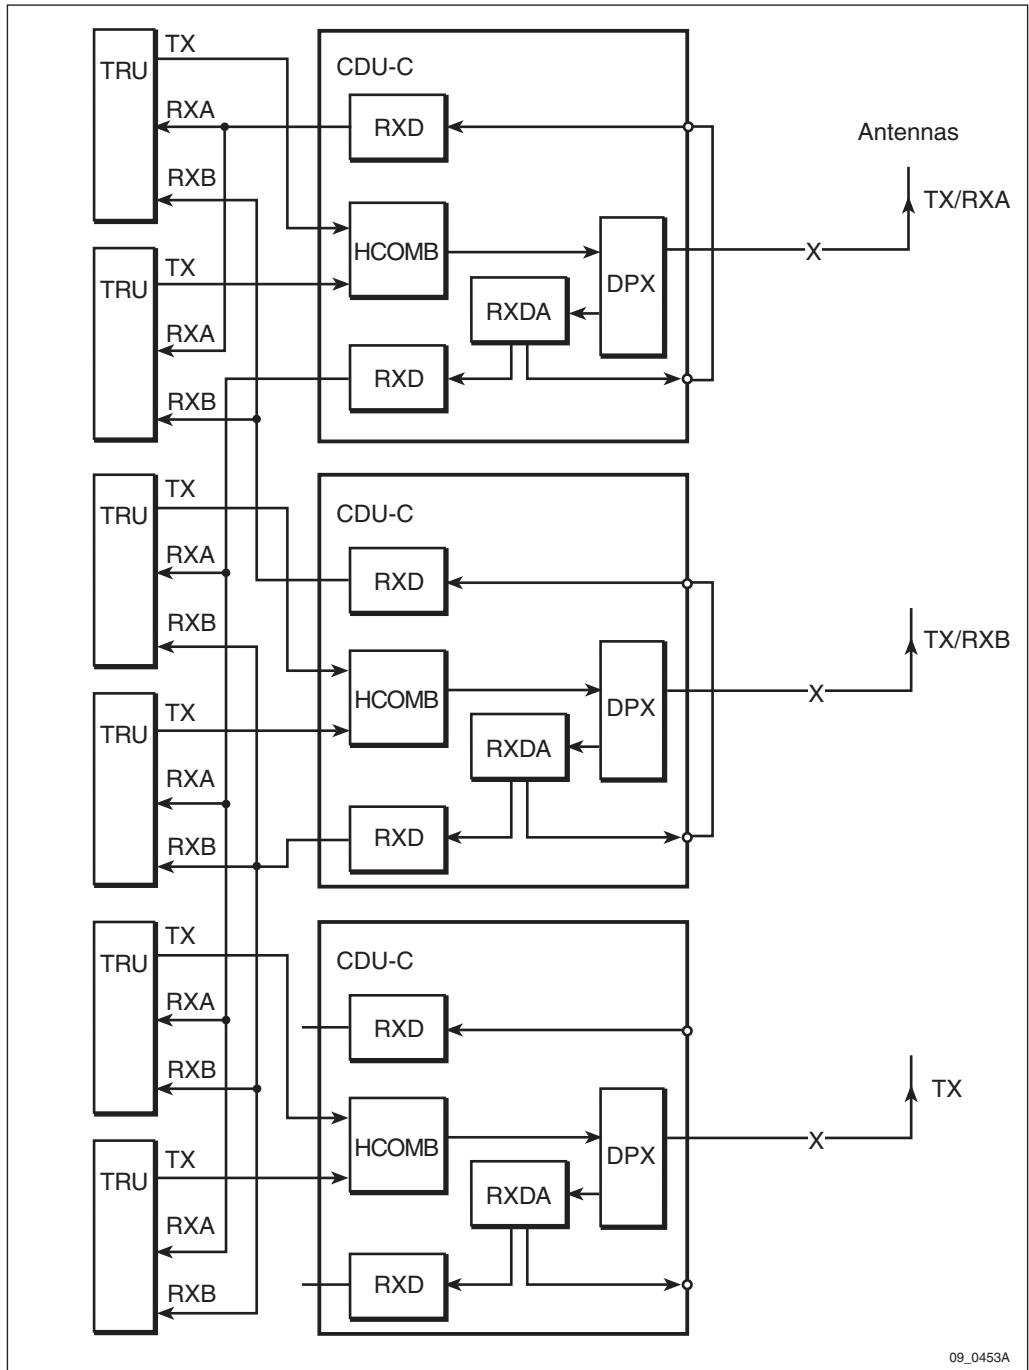 TX
CDU-C
TRU
RXA
RXD
Antennas
RXB
TX/RXA
HCOMB
TX
TRU
DPX
RXDA
RXA
RXD
RXB
TX
CDU-C
TRU
RXA
RXD
RXB
TX/RXB
HCOMB
DPX
TX
TRU
RXDA
RXA
RXD
RXB
TX
CDU-C
TRU
RXA
RXD
RXB
TX
HCOMB
DPX
TX
TRU
RXDA
RXA
RXD
RXB
X
X
X
09_0453A